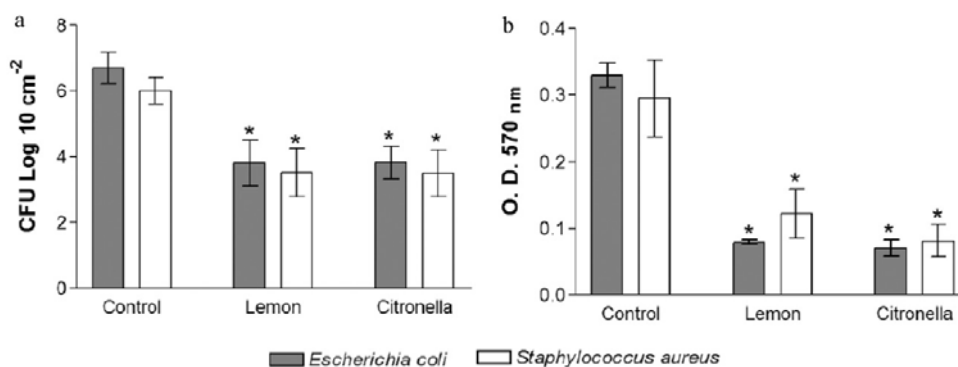 a
8
6
4
2
0
CFU Log 10 cm-2
* * * *
Control Lemon Citronella
b
0.4
0.3
0.2
0.1
0.0
O. D. 570 nm
* * * *
Control Lemon Citronella
Escherichia coli Staphylococcus aureus